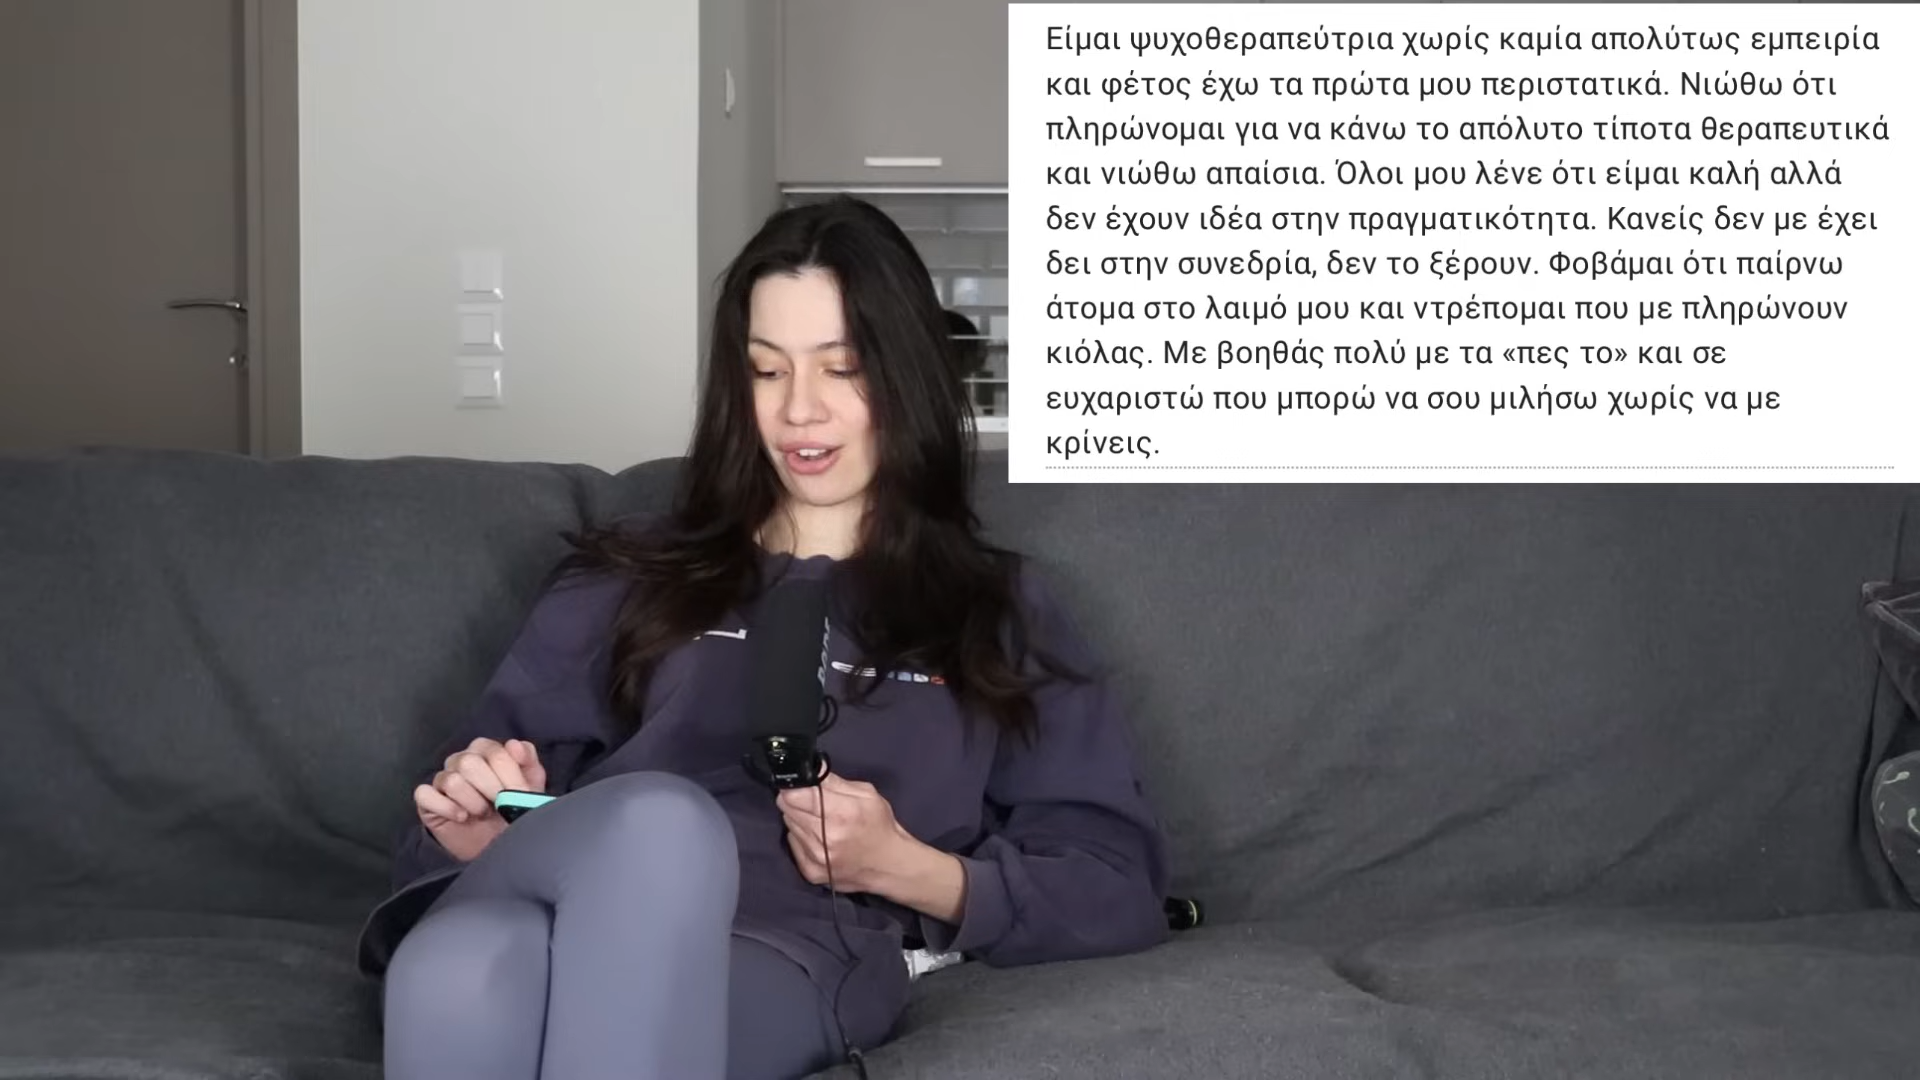 Είμαι ψυχοθεραπεύτρια χωρίς καμία απολύτως εμπειρία
και φέτος έχω τα πρώτα μου περιστατικά. Νιώθω ότι
πληρώνομαι για να κάνω το απόλυτο τίποτα θεραπευτικά
και νιώθω απαίσια. Όλοι μου λένε ότι είμαι καλή αλλά
δεν έχουν ιδέα στην πραγματικότητα. Κανείς δεν με έχει
δει στην συνεδρία, δεν το ξέρουν. Φοβάμαι ότι παίρνω
άτομα στο λαιμό μου και ντρέπομαι που με πληρώνουν
κιόλας. Με βοηθάς πολύ με τα «πες το» και σε
ευχαριστώ που μπορώ να σου μιλήσω χωρίς να με
κρίνεις.